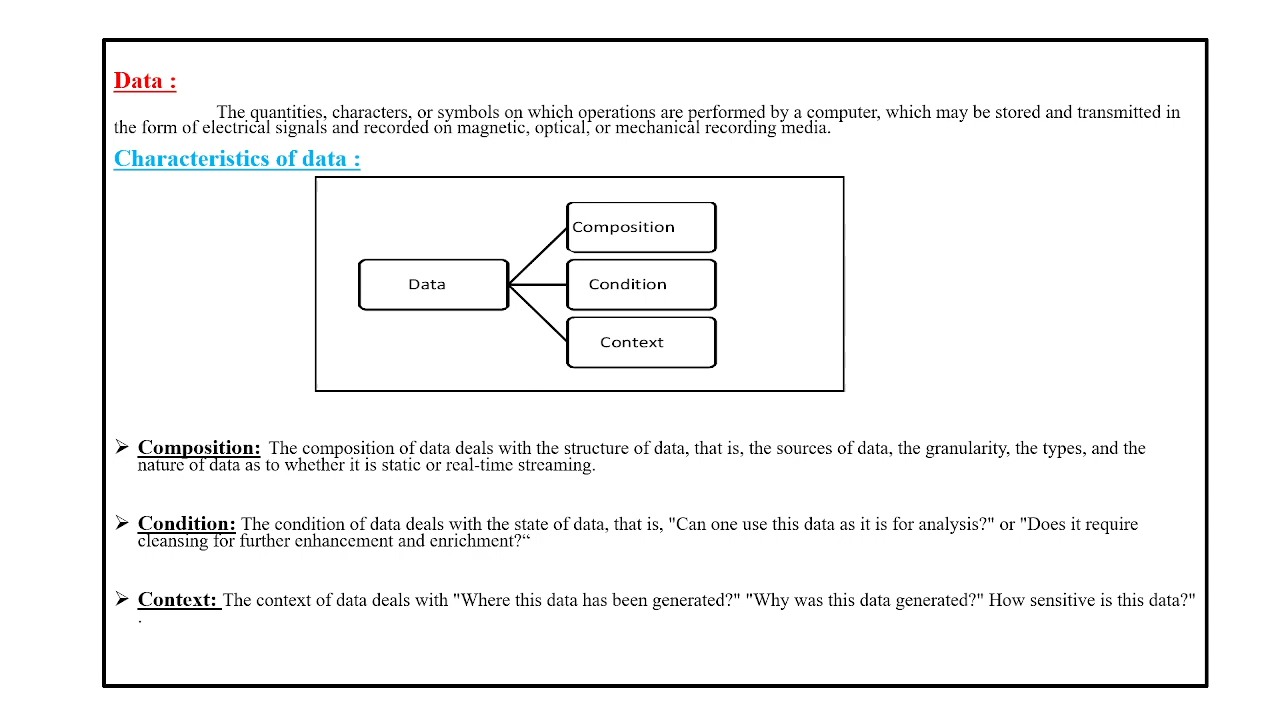 Data :
The quantities, characters, or symbols on which operations are performed by a computer, which may be stored and transmitted in
the form of electrical signals and recorded on magnetic, optical, or mechanical recording media.
Characteristics of data :
Composition
Data
Condition
Context
➢ Composition: The composition of data deals with the structure of data, that is, the sources of data, the granularity, the types, and the
nature of data as to whether it is static or real-time streaming.
➢ Condition: The condition of data deals with the state of data, that is, "Can one use this data as it is for analysis?" or "Does it require
cleansing for further enhancement and enrichment?“
➢ Context: The context of data deals with "Where this data has been generated?" "Why was this data generated?" How sensitive is this data?"
.